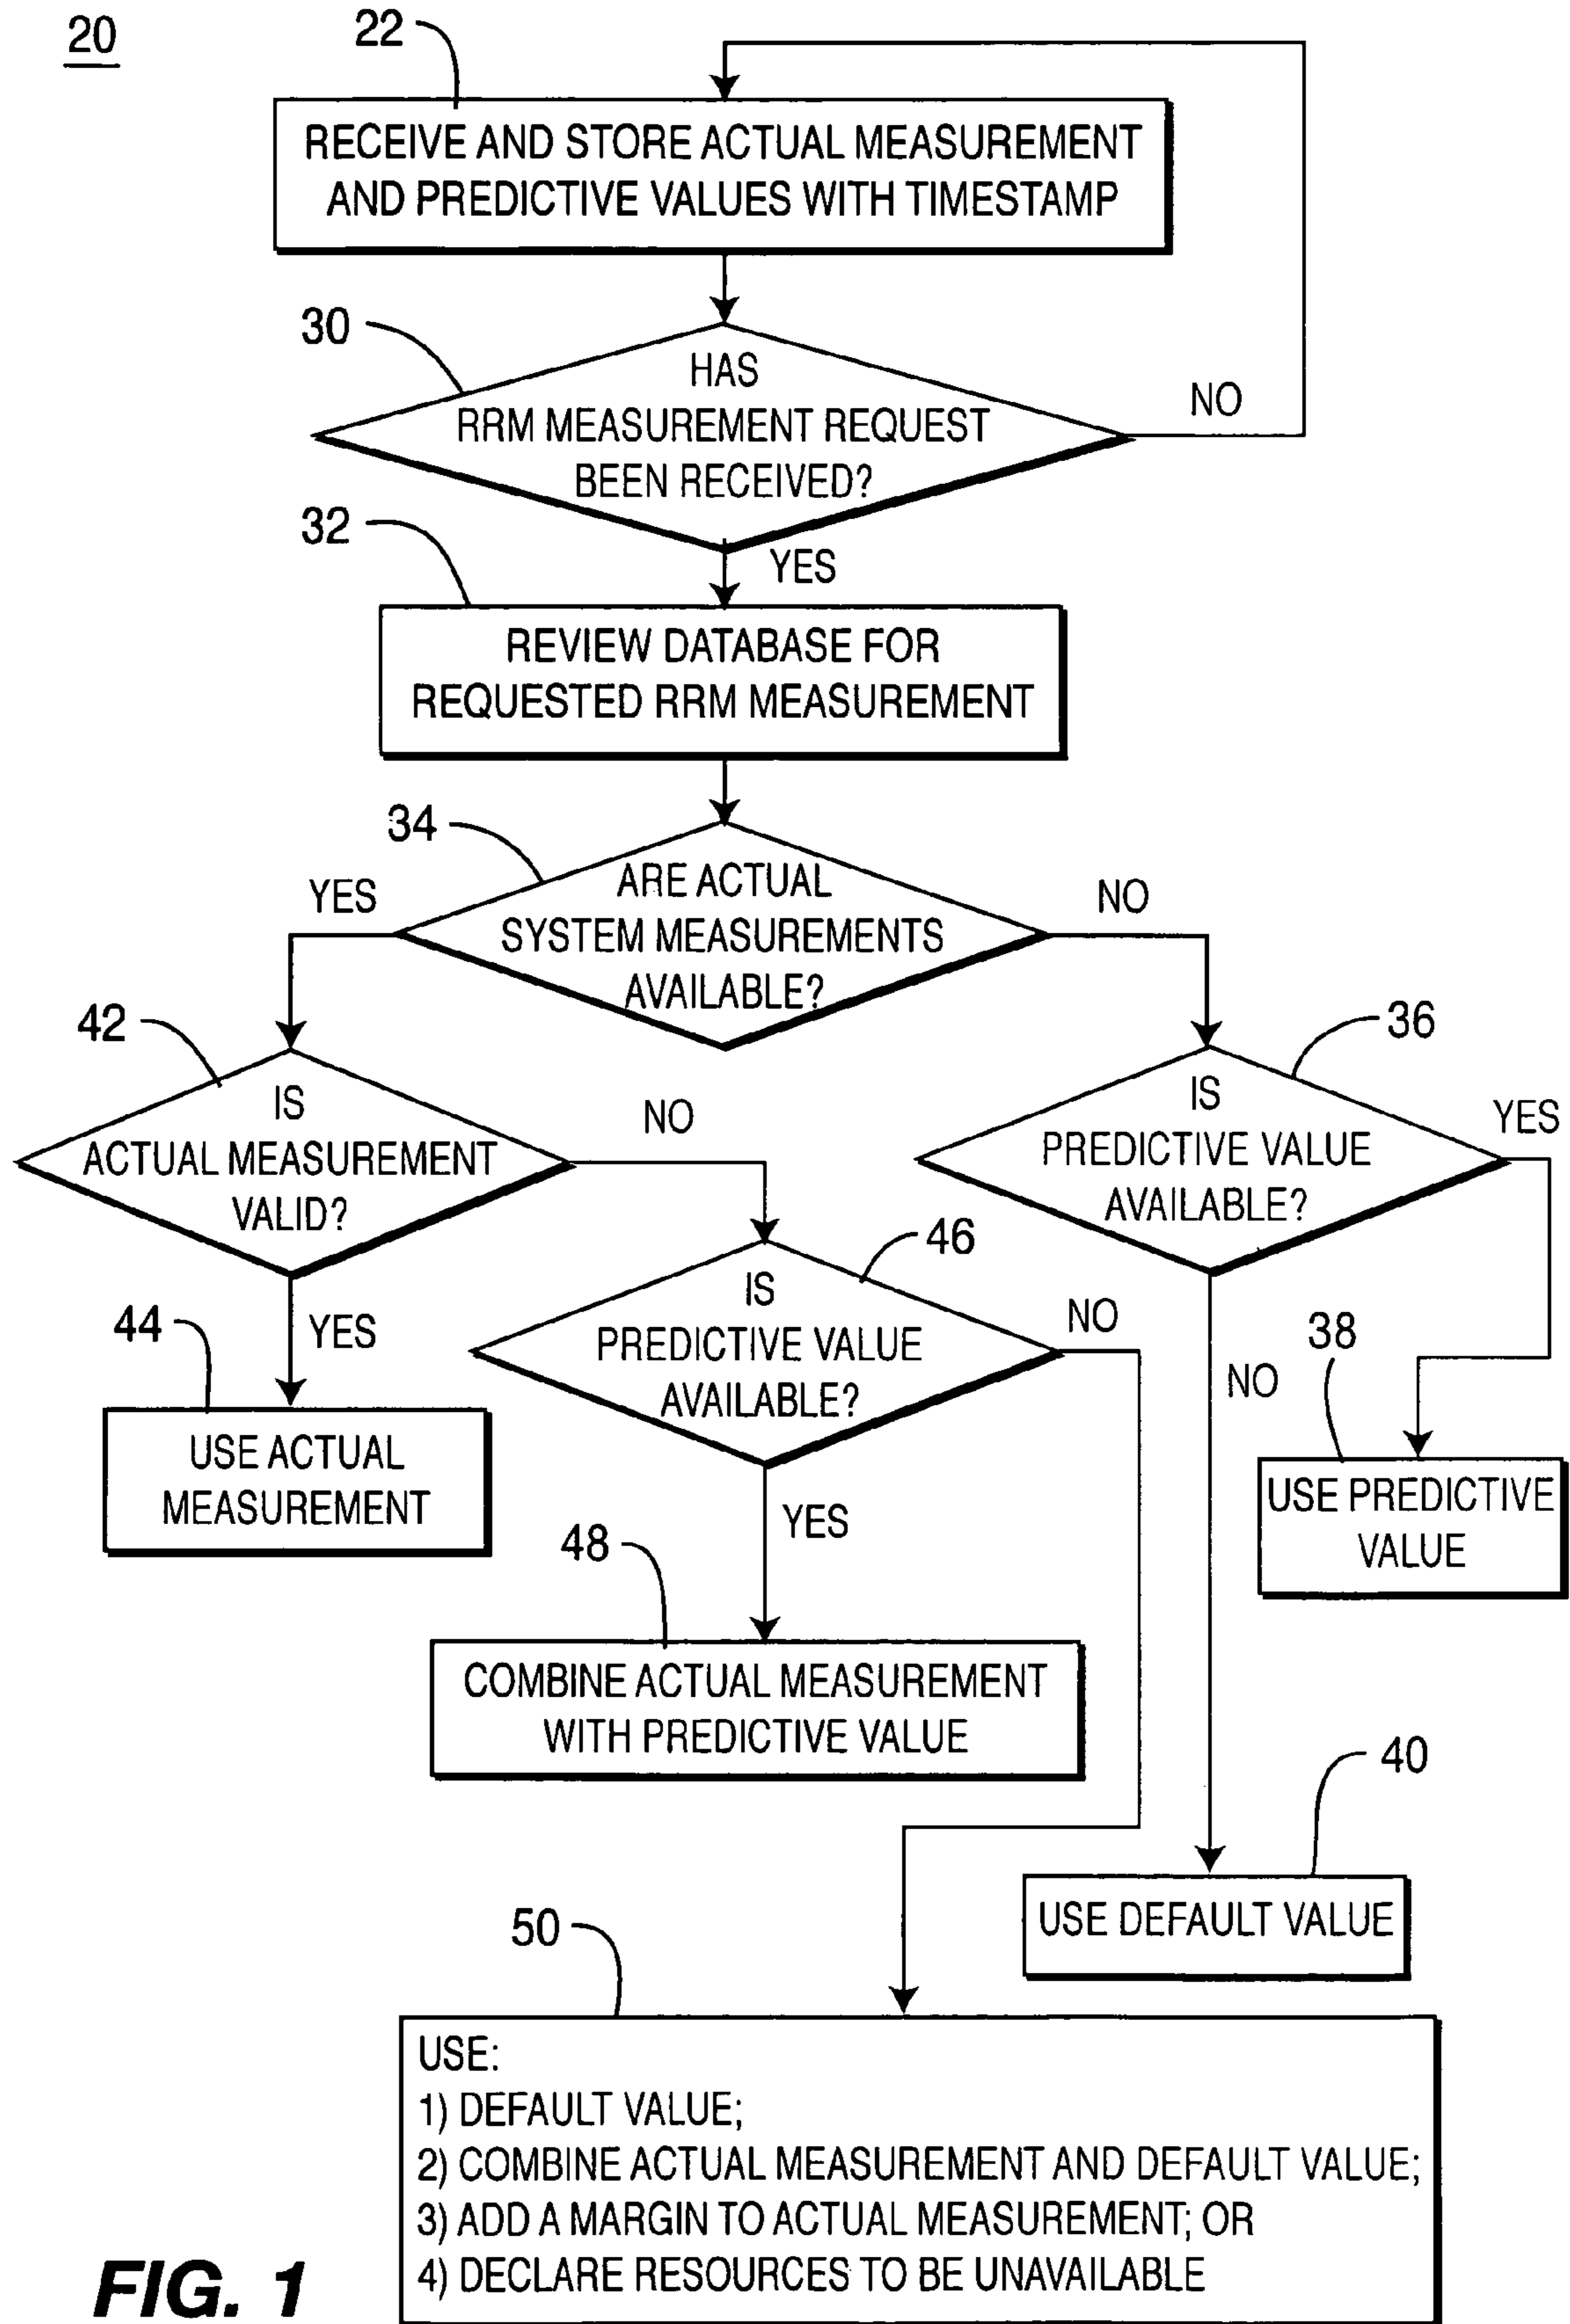 20
22
RECEIVE AND STORE ACTUAL MEASUREMENT
AND PREDICTIVE VALUES WITH TIMESTAMP
30
HAS
RRM MEASUREMENT REQUEST
BEEN RECEIVED?
NO
32
YES
REVIEW DATABASE FOR
REQUESTED RRM MEASUREMENT
34
ARE ACTUAL
SYSTEM MEASUREMENTS
AVAILABLE?
YES
NO
42
IS
ACTUAL MEASUREMENT
VALID?
NO
36
IS
PREDICTIVE VALUE
AVAILABLE?
YES
46
IS
PREDICTIVE VALUE
AVAILABLE?
NO
44
YES
USE ACTUAL
MEASUREMENT
NO
38
USE PREDICTIVE
VALUE
48
YES
COMBINE ACTUAL MEASUREMENT
WITH PREDICTIVE VALUE
40
USE DEFAULT VALUE
50
USE:
1) DEFAULT VALUE;
2) COMBINE ACTUAL MEASUREMENT AND DEFAULT VALUE;
3) ADD A MARGIN TO ACTUAL MEASUREMENT; OR
4) DECLARE RESOURCES TO BE UNAVAILABLE
FIG. 1